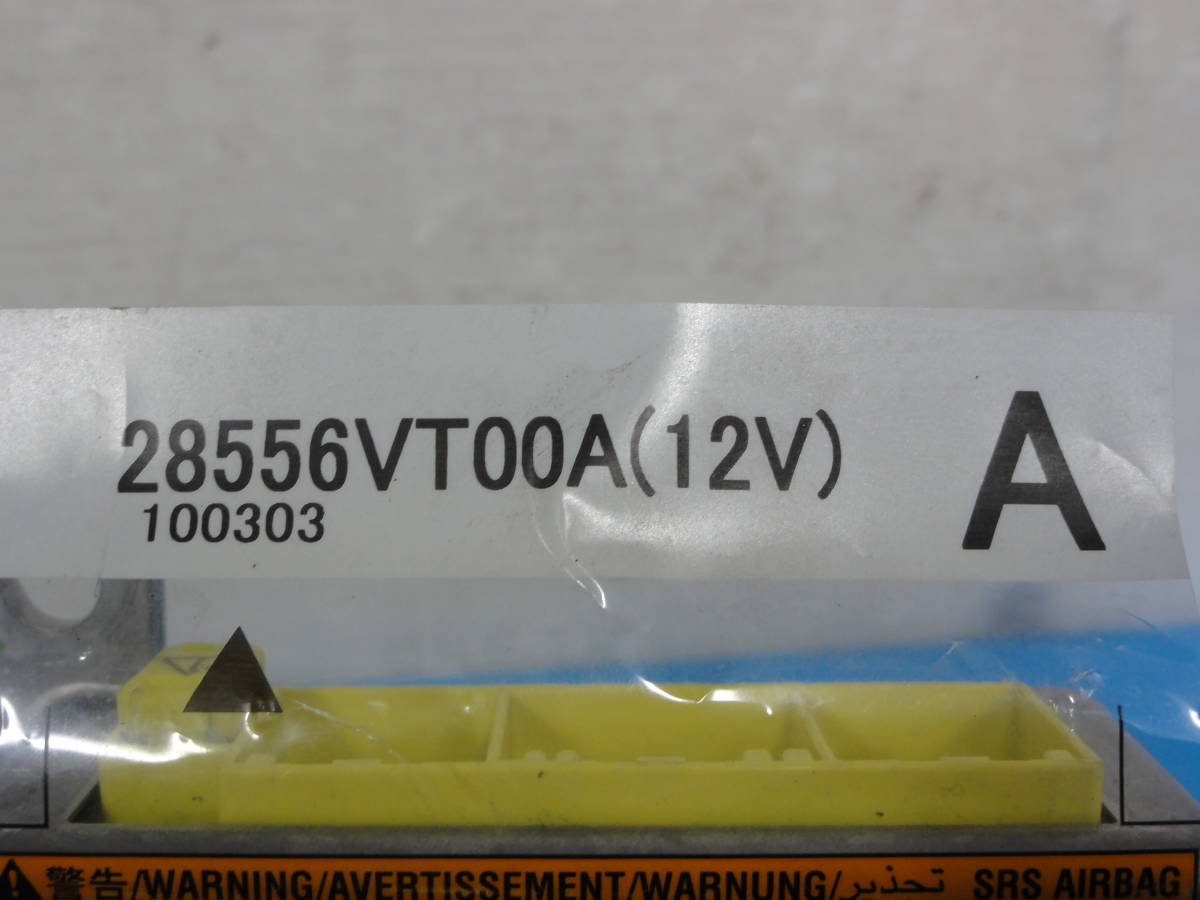 28556VT00A(12V)
A
100303
警告/WARNING/AVERTISSEMENT/WARNUNG/تحذير SRS AIRBAG